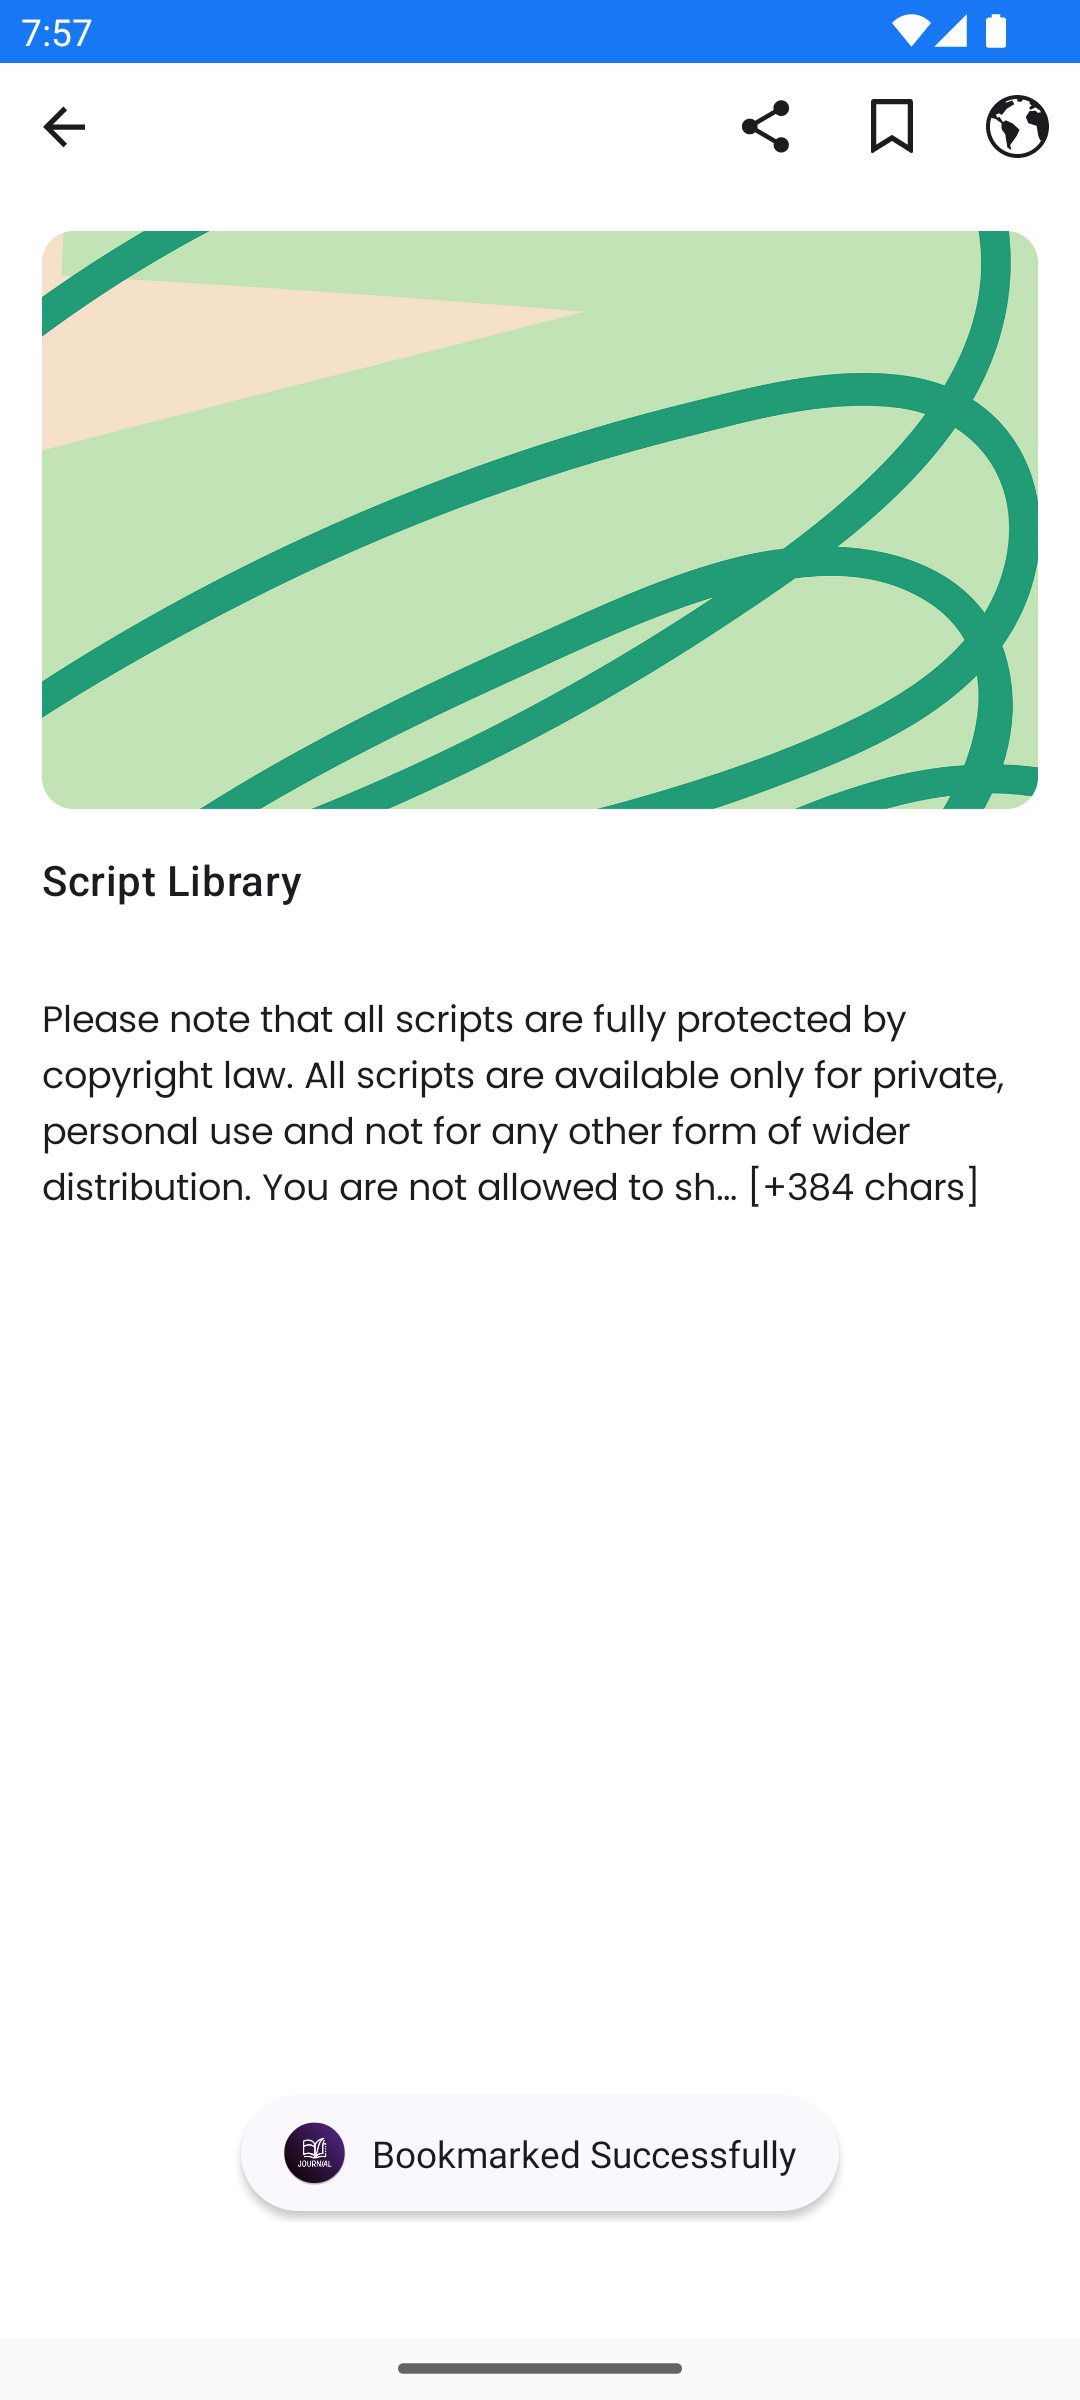 7:57
Script Library
Please note that all scripts are fully protected by
copyright law. All scripts are available only for private,
personal use and not for any other form of wider
distribution. You are not allowed to sh… [+384 chars]
JOURNAL
Bookmarked Successfully